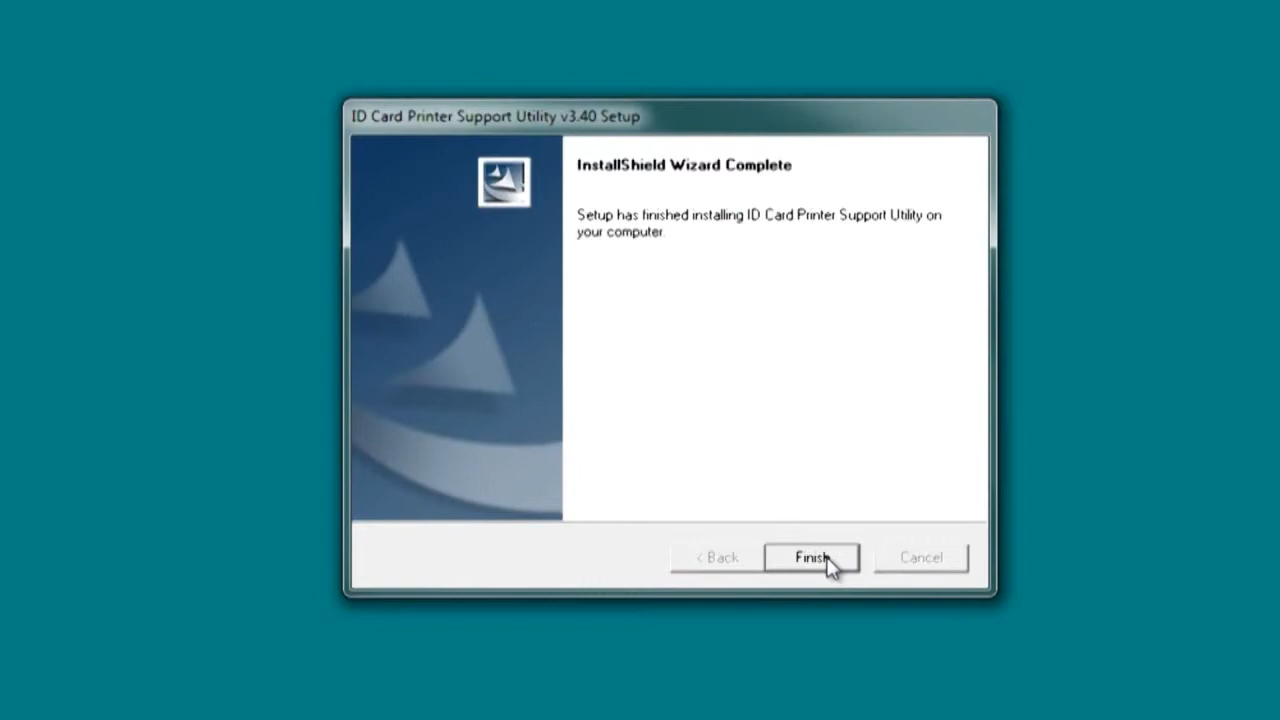 ID Card Printer Support Utility v3.40 Setup
InstallShield Wizard Complete
Setup has finished installing ID Card Printer Support Utility on
your computer.
< Back
Finish
Cancel